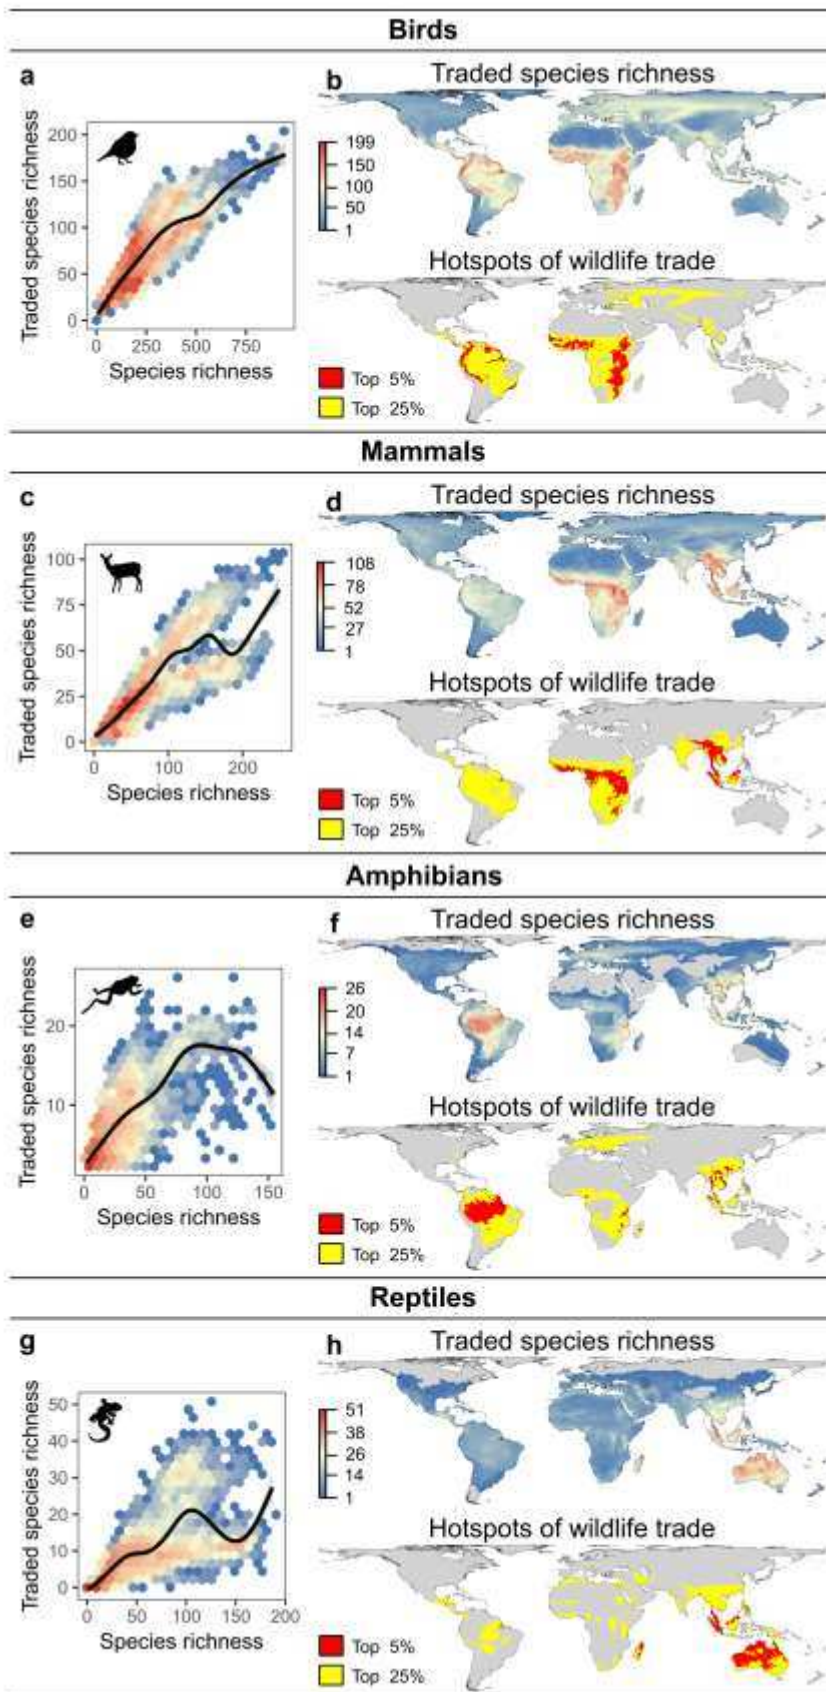 Birds
a
Traded species richness
200
150
100
50
0
0 250 500 750
Species richness
b
Traded species richness
199
150
100
50
1
Hotspots of wildlife trade
Top 5%
Top 25%
Mammals
c
Traded species richness
100
75
50
25
0
0 100 200
Species richness
d
Traded species richness
108
78
52
27
1
Hotspots of wildlife trade
Top 5%
Top 25%
Amphibians
e
Traded species richness
20
10
0 50 100 150
Species richness
f
Traded species richness
26
20
14
7
1
Hotspots of wildlife trade
Top 5%
Top 25%
Reptiles
g
Traded species richness
50
40
30
20
10
0
0 50 100 150 200
Species richness
h
Traded species richness
51
38
26
14
1
Hotspots of wildlife trade
Top 5%
Top 25%